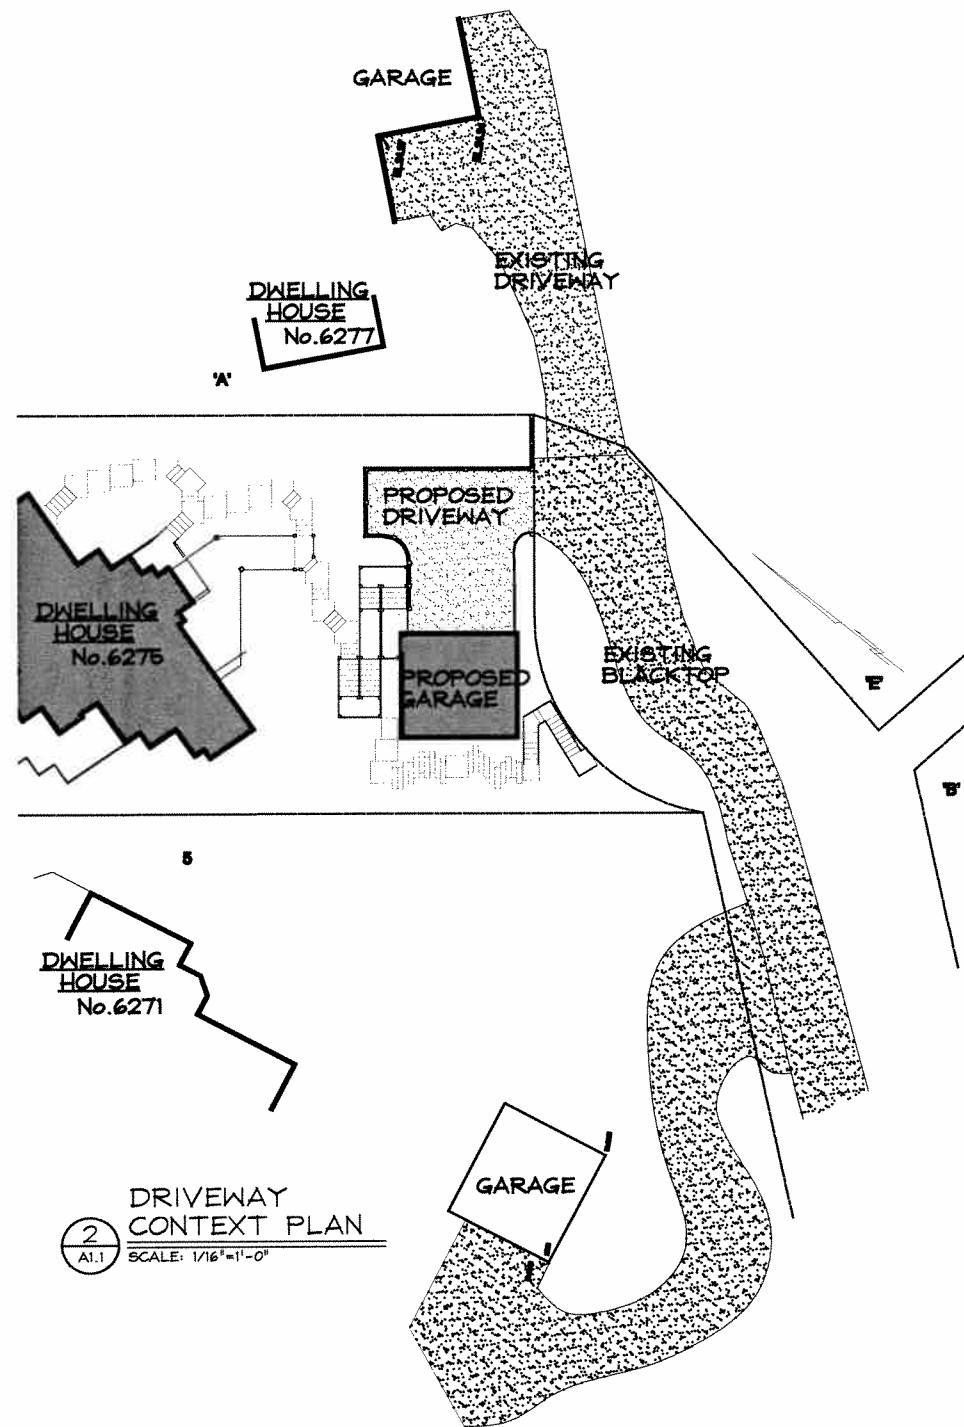 GARAGE
EXISTING
DRIVEWAY
DWELLING
HOUSE
No.6277
'A'
PROPOSED
DRIVEWAY
DWELLING
HOUSE
No.6275
EXISTING
BLACKTOP
PROPOSED
GARAGE
'E'
'B'
5
DWELLING
HOUSE
No.6271
GARAGE
DRIVEWAY
CONTEXT PLAN
2
A1.1
SCALE: 1/16"=1'-0"